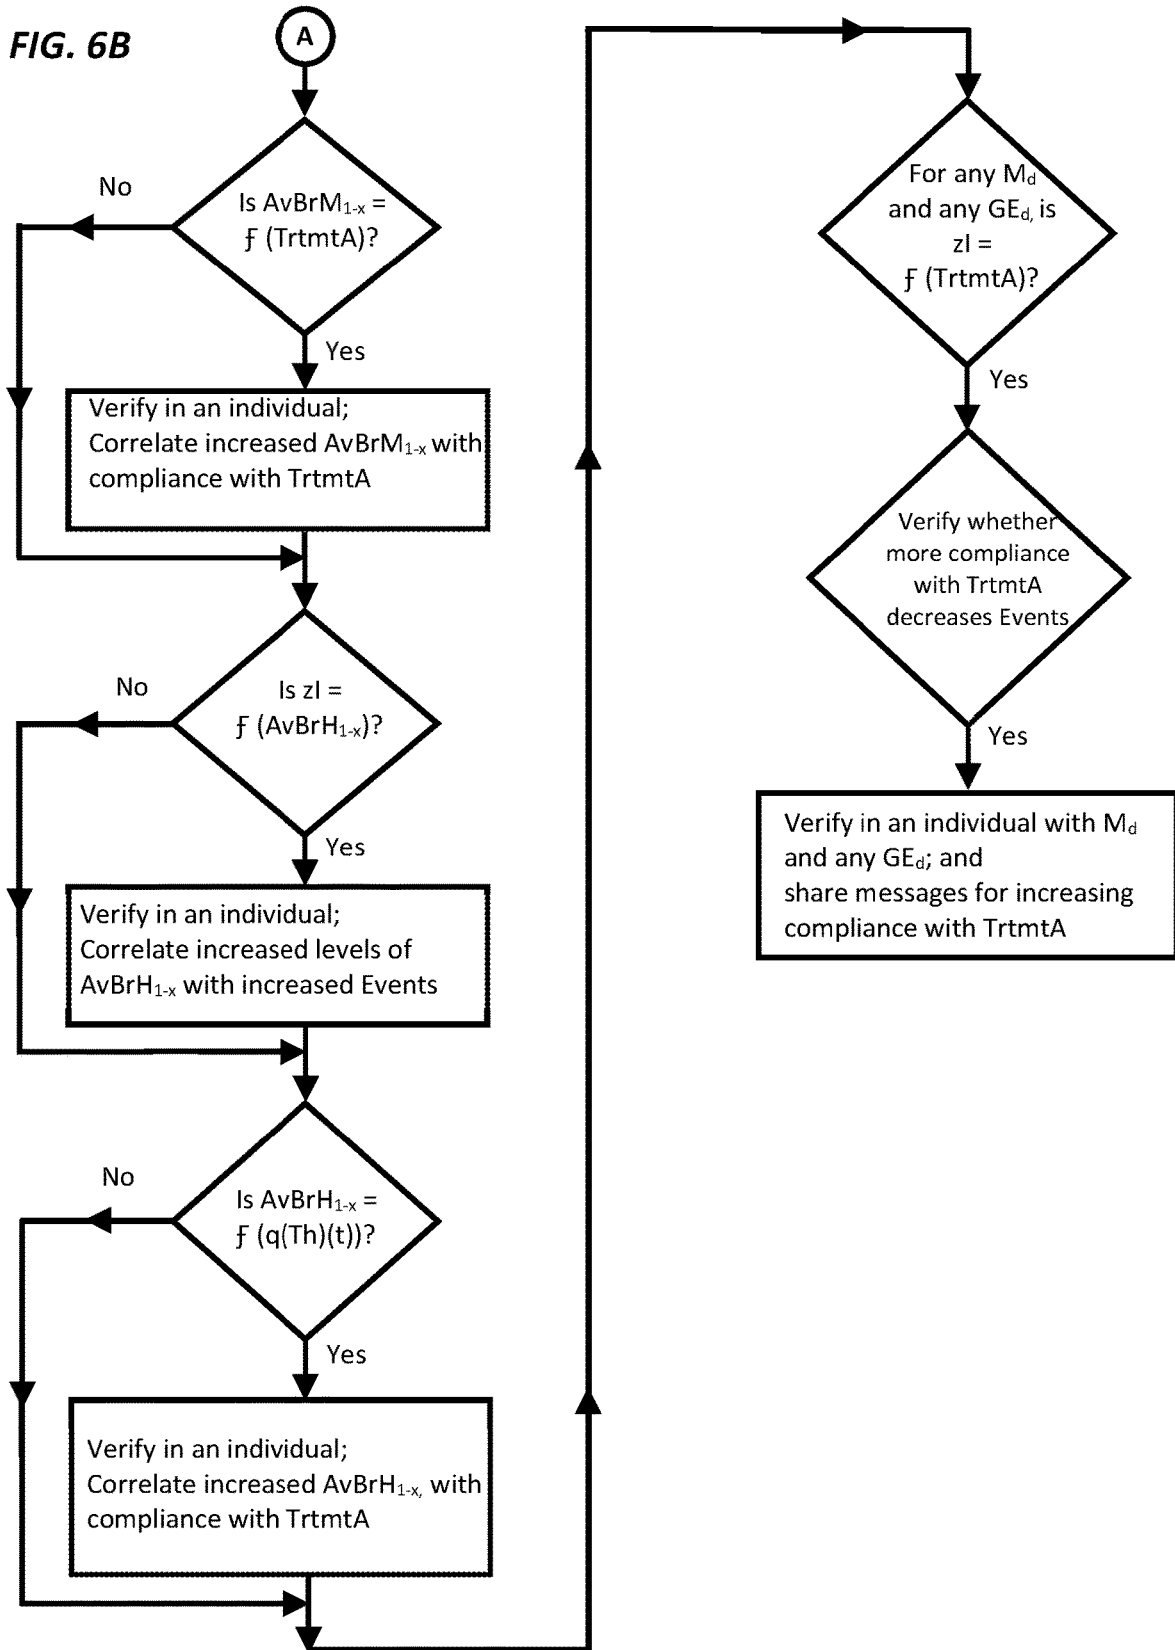 FIG. 6B
A
Is AvBrM1-x =
ƒ (TrtmtA)?
No
Yes
Verify in an individual;
Correlate increased AvBrM1-x with
compliance with TrtmtA
Is zI =
ƒ (AvBrH1-x)?
No
Yes
Verify in an individual;
Correlate increased levels of
AvBrH1-x with increased Events
Is AvBrH1-x =
ƒ (q(Th)(t))?
No
Yes
Verify in an individual;
Correlate increased AvBrH1-x, with
compliance with TrtmtA
For any Md
and any GEd, is
zI =
ƒ (TrtmtA)?
Yes
Verify whether
more compliance
with TrtmtA
decreases Events
Yes
Verify in an individual with Md
and any GEd; and
share messages for increasing
compliance with TrtmtA